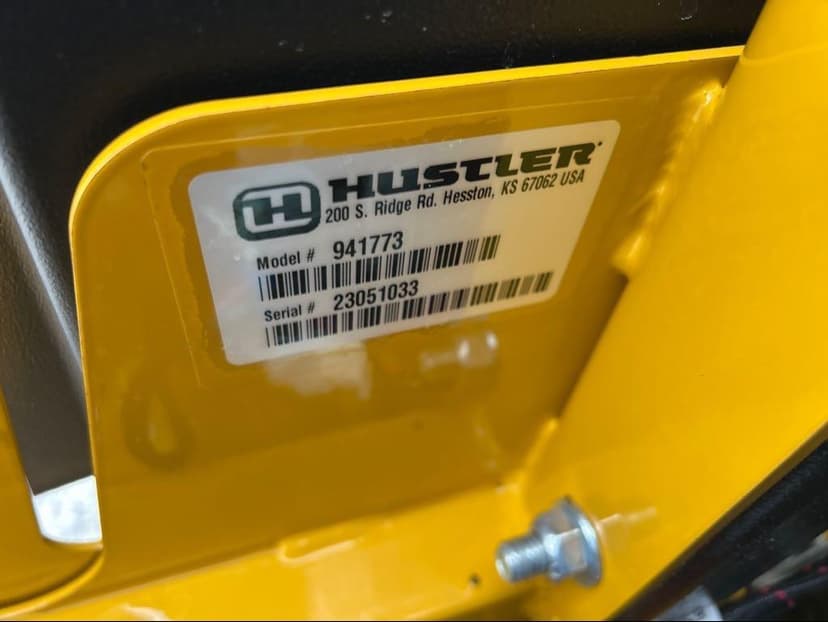 H HUSTLER
200 S. Ridge Rd. Hesston, KS 67062 USA
Model # 941773
Serial # 23051033